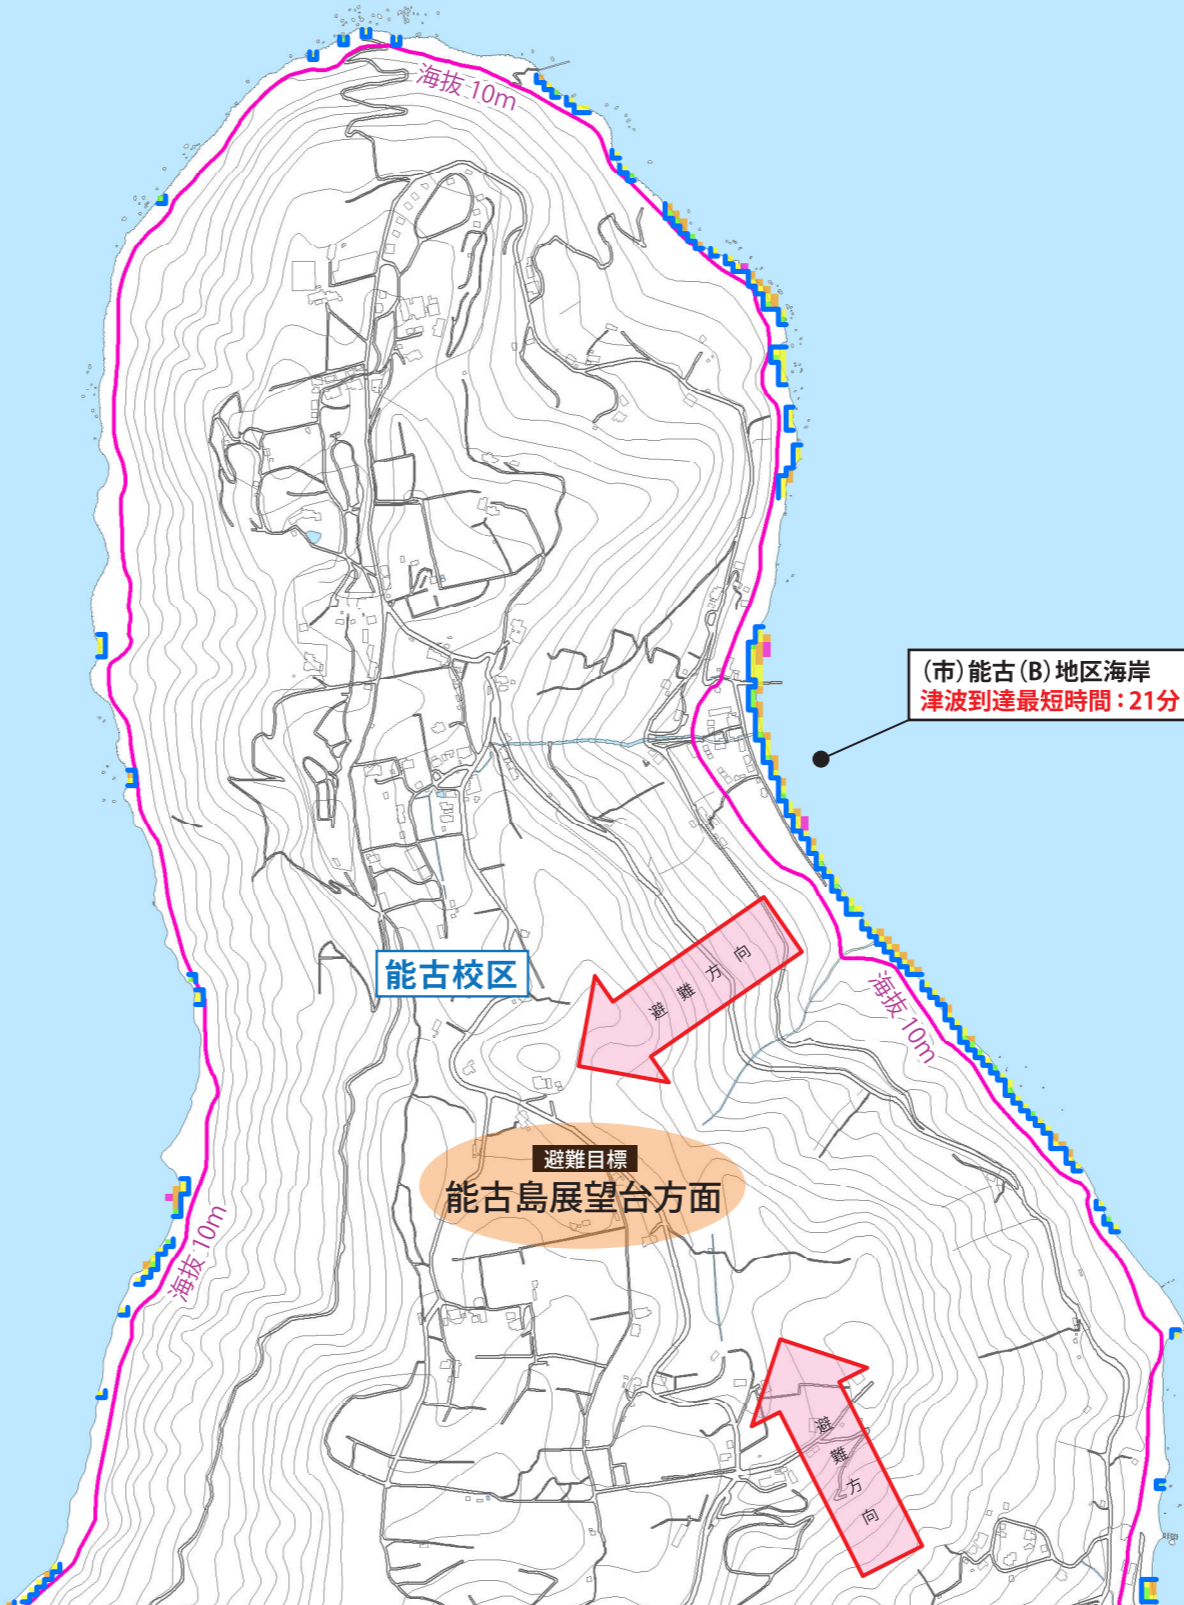 海抜 10m
(市)能古(B)地区海岸
津波到達最短時間：21分
避難方向
能古校区
海抜 10m
避難目標
能古島展望台方面
海抜 10m
避難方向